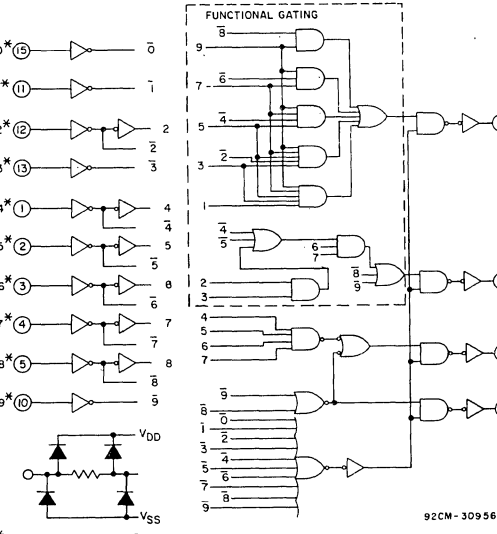 FUNCTIONAL GATING
0* 15 0̅
* 11 1̅
2* 12 2
2̅
3* 13 3̅
4* 1 4
4̅
5* 2 5
5̅
6* 3 6
6̅
7* 4 7
7̅
8* 5 8
8̅
9* 10 9̅
8̅
9
6̅
7
4̅
5
2̅
3
1
4̅
5̅
6
7
8̅
9̅
2
3
4
5
6
7
9̅
8̅
0̅
1̅
2̅
3̅
4̅
5̅
6̅
7̅
8̅
9̅
VDD
VSS
92CM-30956
*